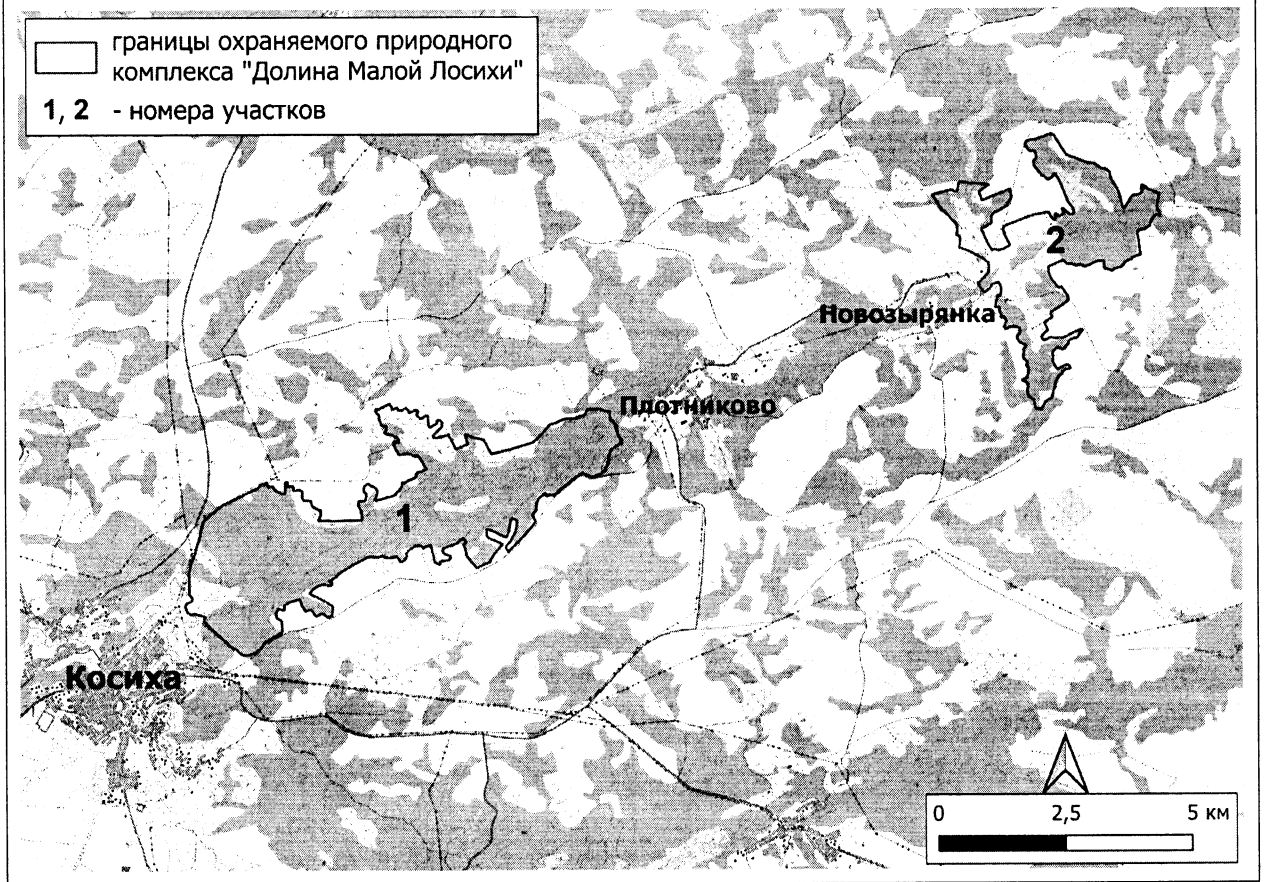 границы охраняемого природного
комплекса "Долина Малой Лосихи"
1, 2 - номера участков
2
Новозырянка
Плотниково
1
Косиха
0 2,5 5 км